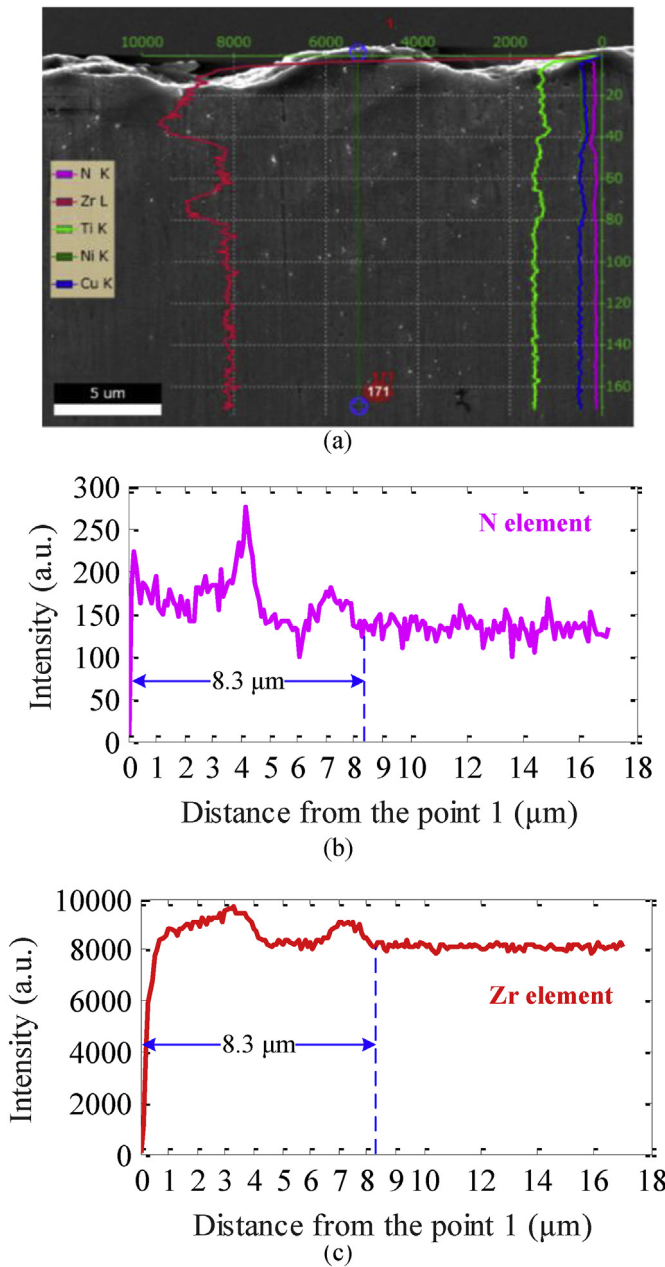 1
10000 8000 6000 4000 2000 0
20
40
60
80
100
120
140
160
N K
Zr L
Ti K
Ni K
Cu K
171
5 um
(a)
300
250
200
150
100
50
0
Intensity (a.u.)
N element
8.3 μm
0 1 2 3 4 5 6 7 8 9 10 12 14 16 18
Distance from the point 1 (μm)
(b)
10000
8000
6000
4000
2000
0
Intensity (a.u.)
Zr element
8.3 μm
0 1 2 3 4 5 6 7 8 9 10 12 14 16 18
Distance from the point 1 (μm)
(c)